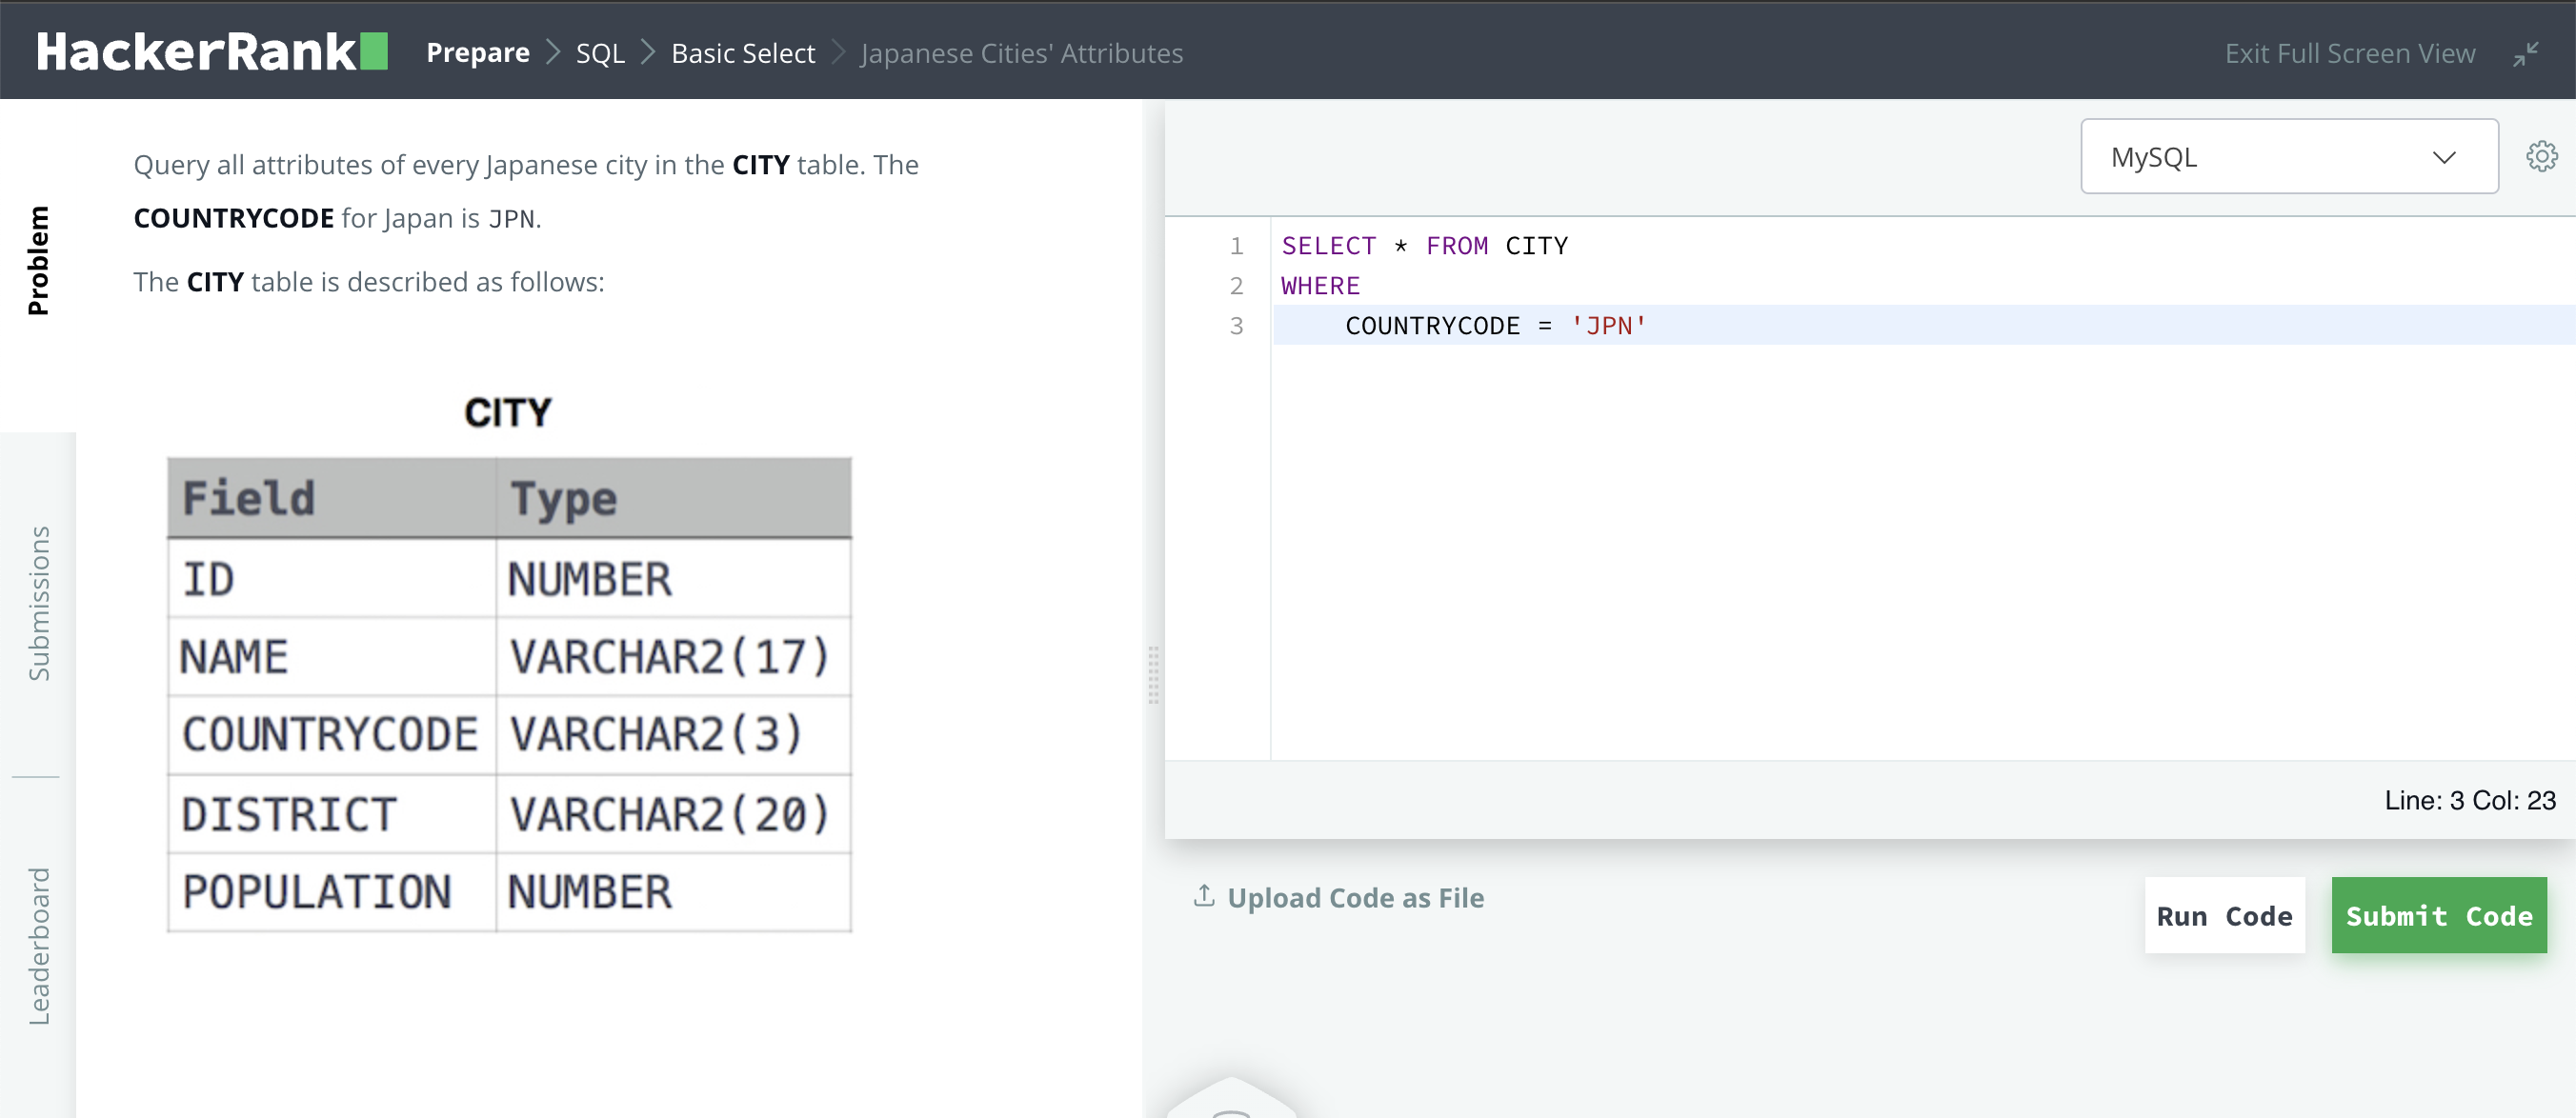 HackerRank Prepare > SQL > Basic Select > Japanese Cities' Attributes Exit Full Screen View
Problem
Submissions
Leaderboard
Query all attributes of every Japanese city in the CITY table. The
COUNTRYCODE for Japan is JPN.
The CITY table is described as follows:
CITY
Field Type
ID NUMBER
NAME VARCHAR2(17)
COUNTRYCODE VARCHAR2(3)
DISTRICT VARCHAR2(20)
POPULATION NUMBER
MySQL
1 SELECT * FROM CITY
2 WHERE
3 COUNTRYCODE = 'JPN'
Line: 3 Col: 23
Upload Code as File
Run Code Submit Code